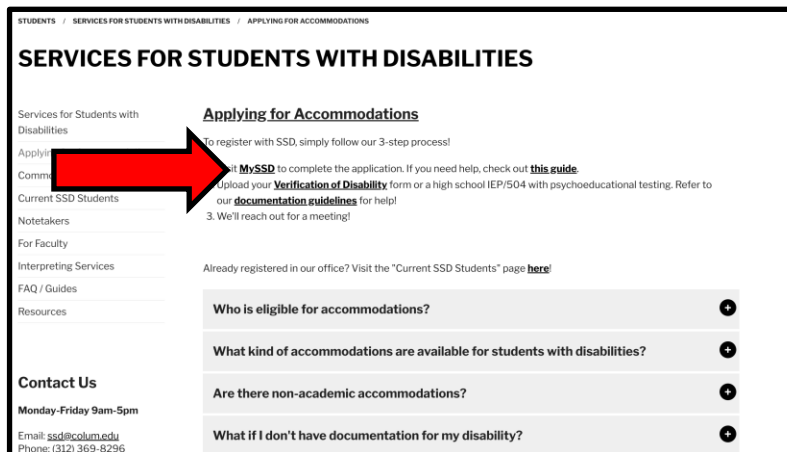 STUDENTS / SERVICES FOR STUDENTS WITH DISABILITIES / APPLYING FOR ACCOMMODATIONS
SERVICES FOR STUDENTS WITH DISABILITIES
Services for Students with
Disabilities
Current SSD Students
Notetakers
For Faculty
Interpreting Services
FAQ / Guides
Resources
Contact Us
Monday-Friday 9am-5pm
Email: ssd@colum.edu
Phone: (312) 369-8296
Applying for Accommodations
To register with SSD, simply follow our 3-step process!
MySSD to complete the application. If you need help, check out this guide.
Upload your Verification of Disability form or a high school IEP/504 with psychoeducational testing. Refer to
our documentation guidelines for help!
3. We'll reach out for a meeting!
Already registered in our office? Visit the "Current SSD Students" page here!
Who is eligible for accommodations?
What kind of accommodations are available for students with disabilities?
Are there non-academic accommodations?
What if I don't have documentation for my disability?